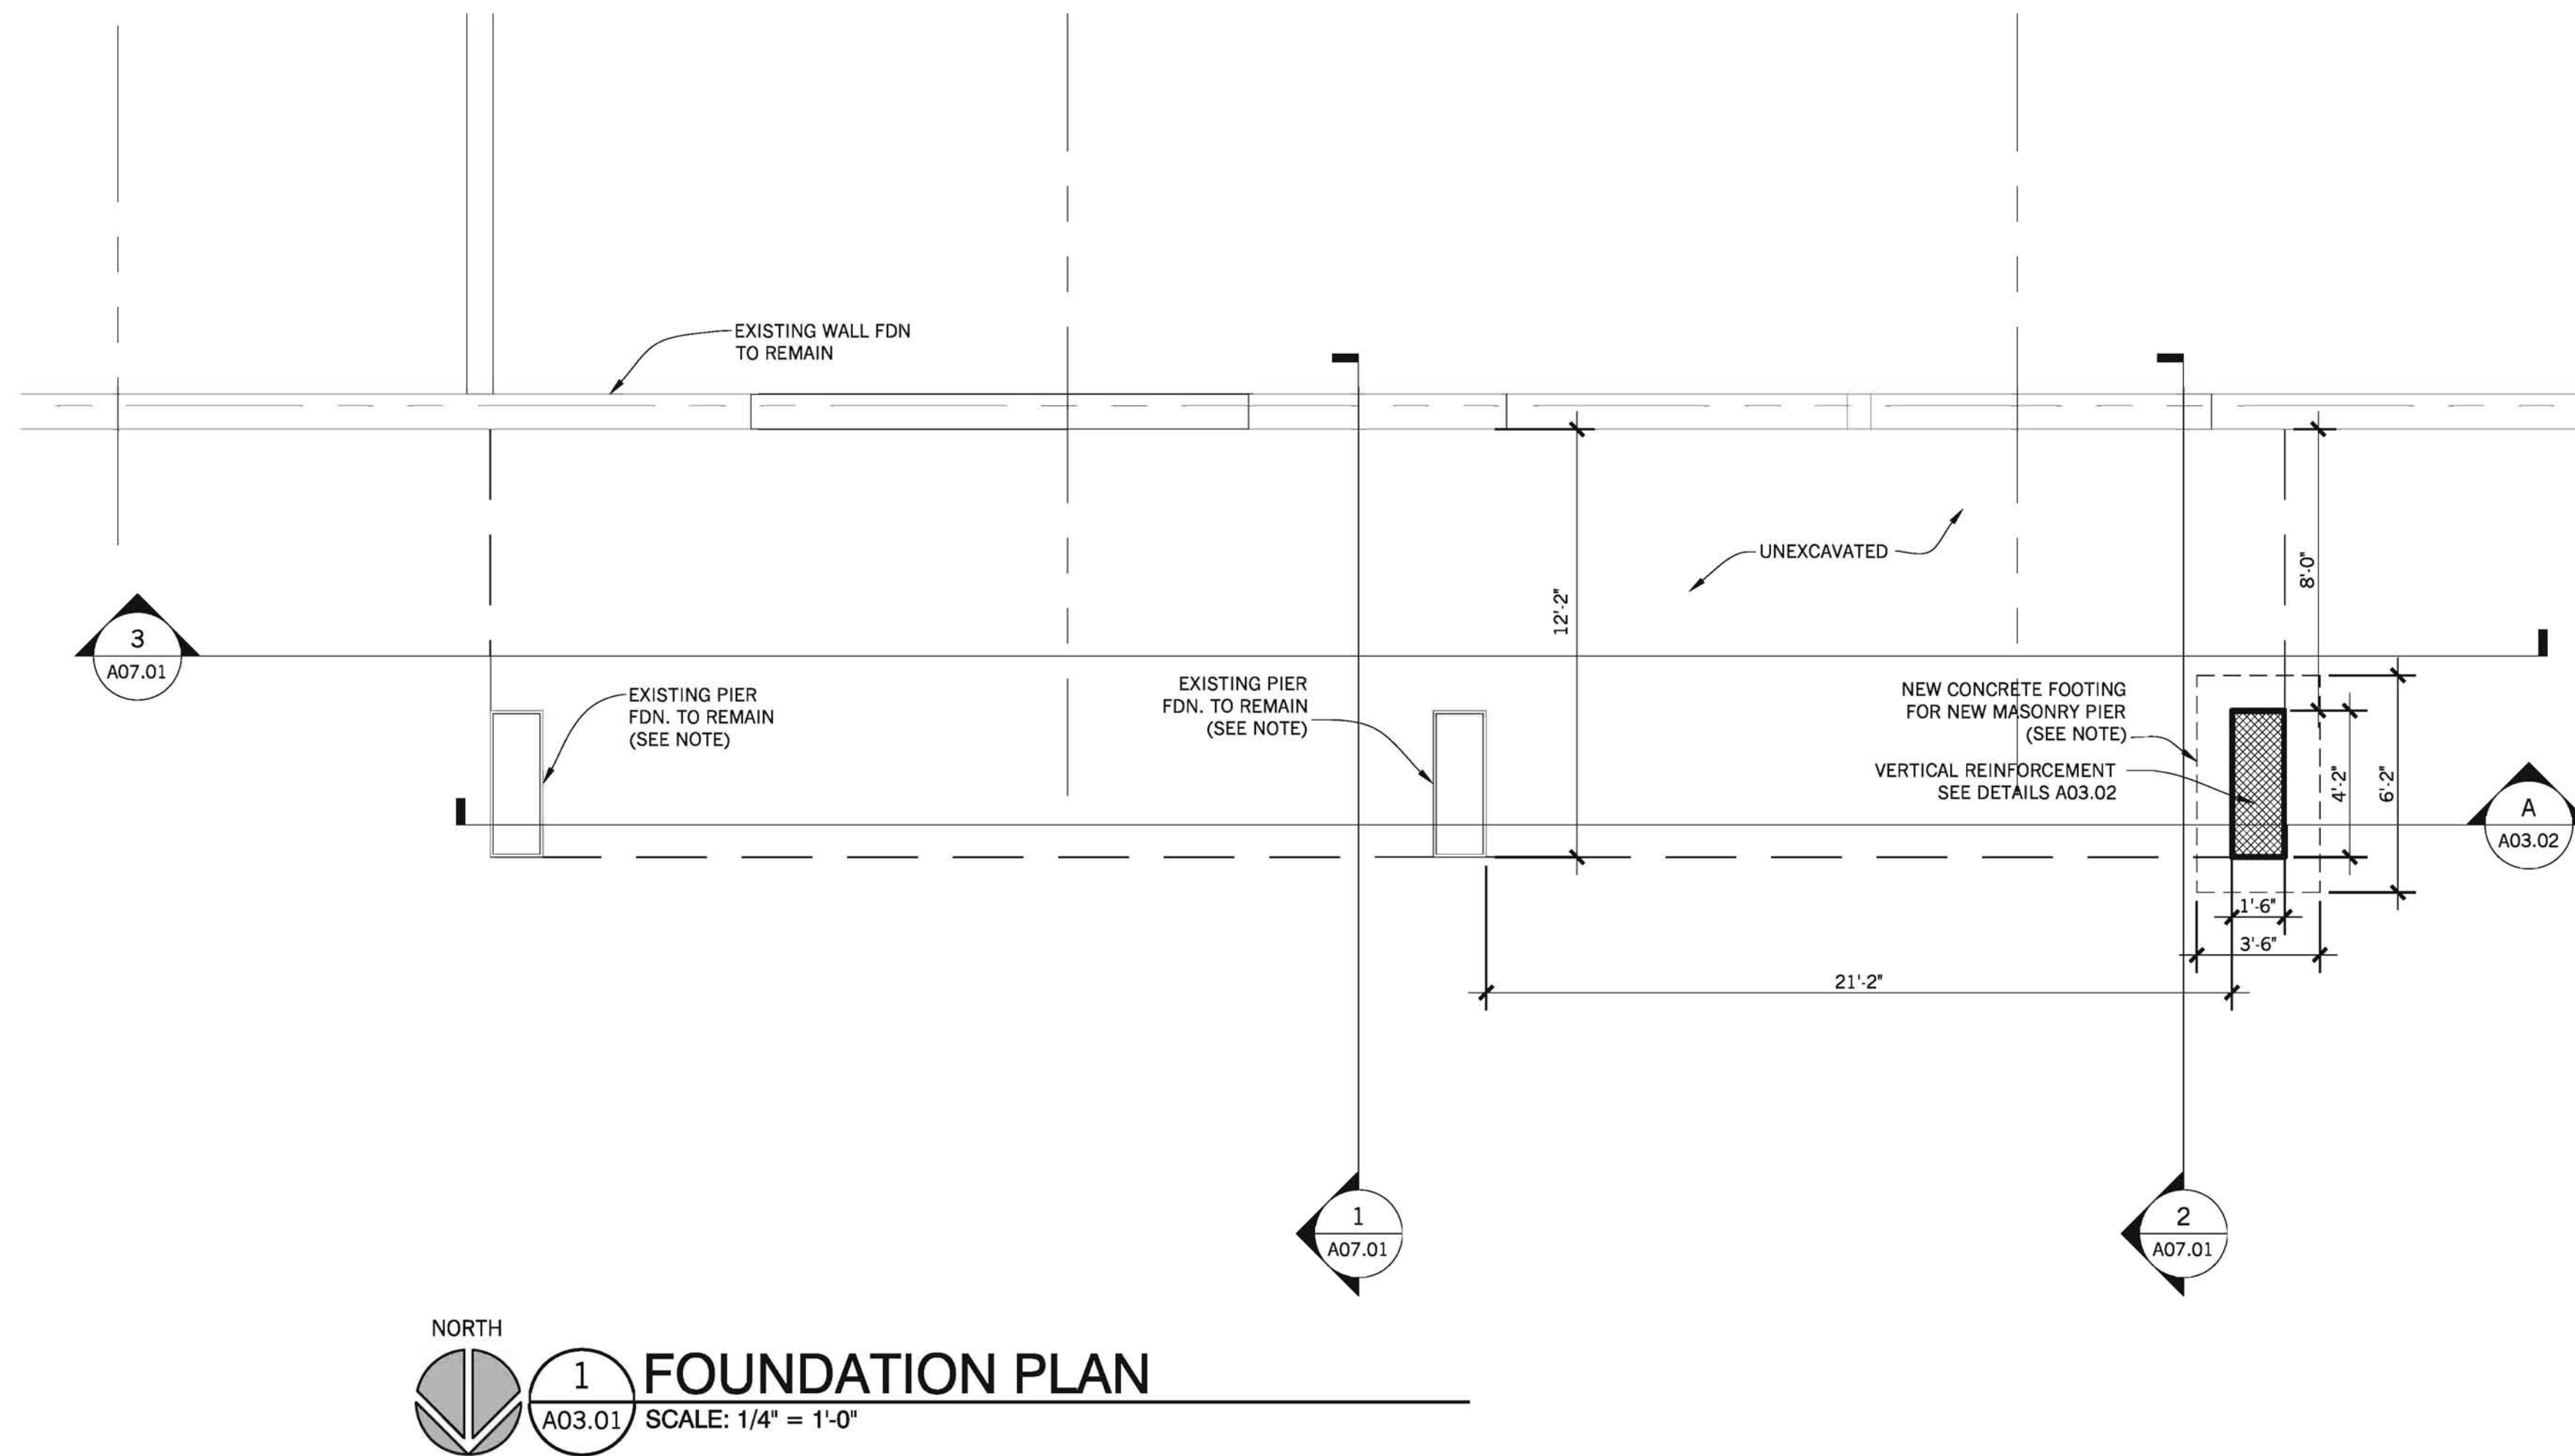 EXISTING WALL FDN
TO REMAIN
UNEXCAVATED
12'-2"
8'-0"
3
A07.01
EXISTING PIER
FDN. TO REMAIN
(SEE NOTE)
EXISTING PIER
FDN. TO REMAIN
(SEE NOTE)
NEW CONCRETE FOOTING
FOR NEW MASONRY PIER
(SEE NOTE)
VERTICAL REINFORCEMENT
SEE DETAILS A03.02
4'-2"
6'-2"
A
A03.02
1'-6"
3'-6"
21'-2"
1
A07.01
2
A07.01
NORTH
1
A03.01
FOUNDATION PLAN
SCALE: 1/4" = 1'-0"